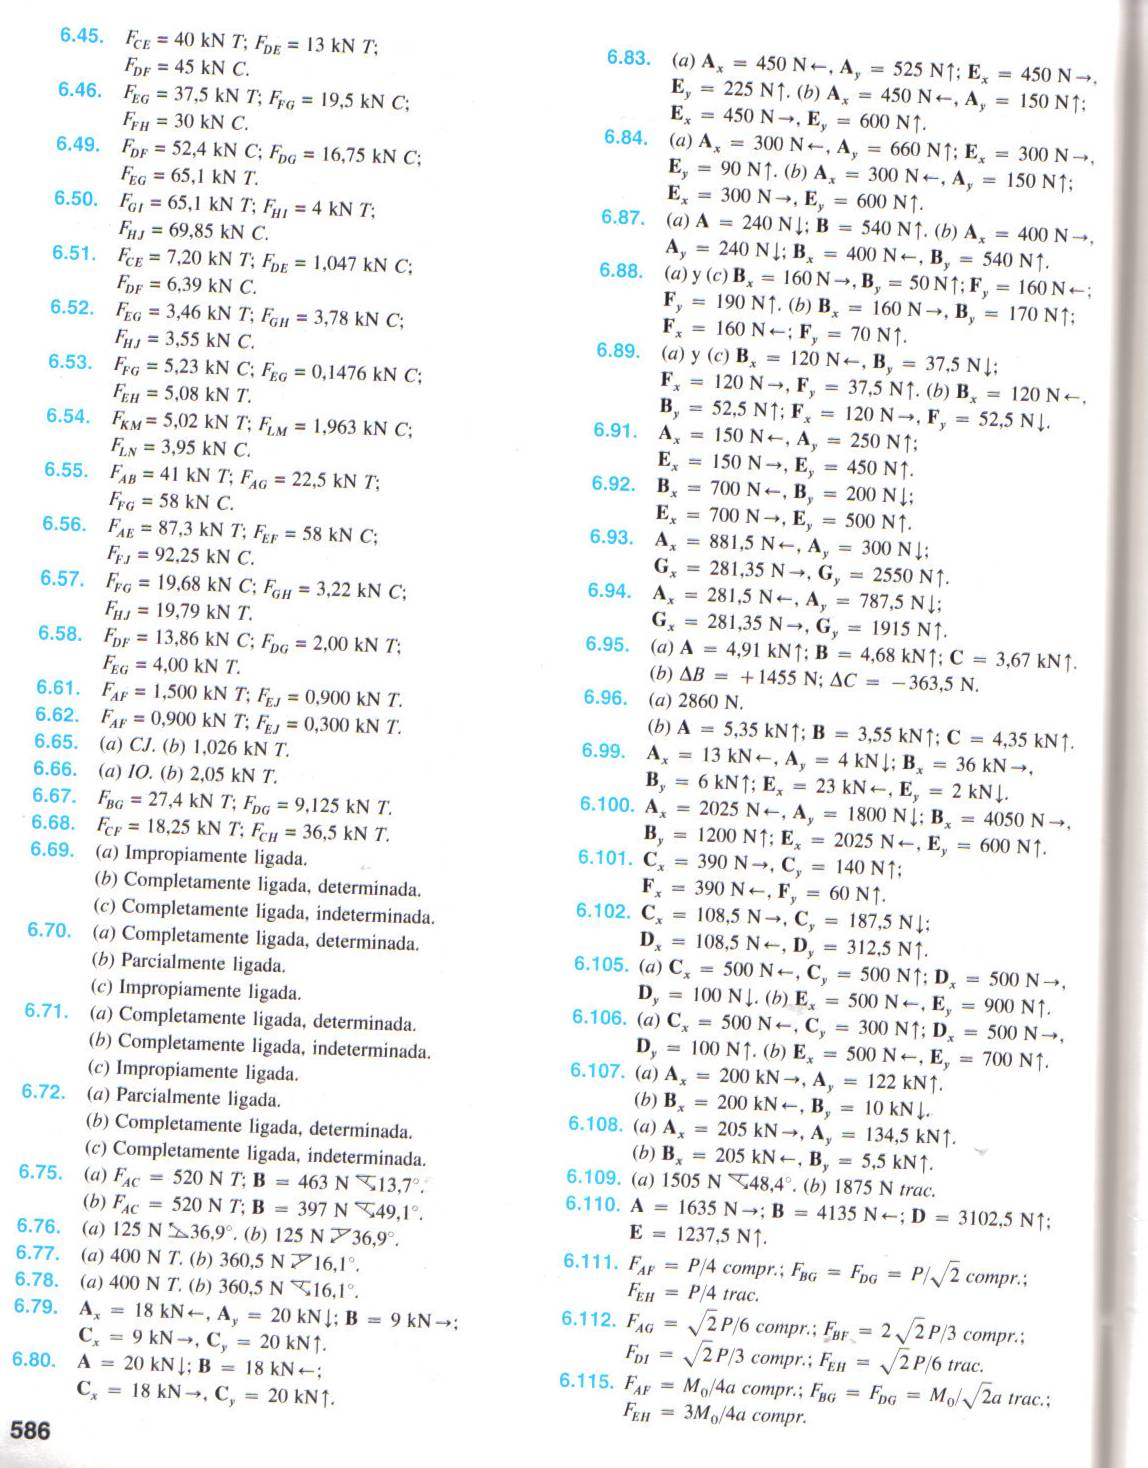 6.45. F_CE = 40 kN T; F_DE = 13 kN T;
F_DF = 45 kN C.
6.46. F_EG = 37,5 kN T; F_FG = 19,5 kN C;
F_FH = 30 kN C.
6.49. F_DF = 52,4 kN C; F_DG = 16,75 kN C;
F_EG = 65,1 kN T.
6.50. F_GI = 65,1 kN T; F_HI = 4 kN T;
F_HJ = 69,85 kN C.
6.51. F_CE = 7,20 kN T; F_DE = 1,047 kN C;
F_DF = 6,39 kN C.
6.52. F_EG = 3,46 kN T; F_GH = 3,78 kN C;
F_HJ = 3,55 kN C.
6.53. F_FG = 5,23 kN C; F_EG = 0,1476 kN C;
F_EH = 5,08 kN T.
6.54. F_KM = 5,02 kN T; F_LM = 1,963 kN C;
F_LN = 3,95 kN C.
6.55. F_AB = 41 kN T; F_AG = 22,5 kN T;
F_FG = 58 kN C.
6.56. F_AE = 87,3 kN T; F_EF = 58 kN C;
F_FJ = 92,25 kN C.
6.57. F_FG = 19,68 kN C; F_GH = 3,22 kN C;
F_HJ = 19,79 kN T.
6.58. F_DF = 13,86 kN C; F_DG = 2,00 kN T;
F_EG = 4,00 kN T.
6.61. F_AF = 1,500 kN T; F_EJ = 0,900 kN T.
6.62. F_AF = 0,900 kN T; F_EJ = 0,300 kN T.
6.65. (a) CJ. (b) 1,026 kN T.
6.66. (a) IO. (b) 2,05 kN T.
6.67. F_BG = 27,4 kN T; F_DG = 9,125 kN T.
6.68. F_CF = 18,25 kN T; F_CH = 36,5 kN T.
6.69. (a) Impropiamente ligada.
(b) Completamente ligada, determinada.
(c) Completamente ligada, indeterminada.
6.70. (a) Completamente ligada, determinada.
(b) Parcialmente ligada.
(c) Impropiamente ligada.
6.71. (a) Completamente ligada, determinada.
(b) Completamente ligada, indeterminada.
(c) Impropiamente ligada.
6.72. (a) Parcialmente ligada.
(b) Completamente ligada, determinada.
(c) Completamente ligada, indeterminada.
6.75. (a) F_AC = 520 N T; B = 463 N ⦣13,7°.
(b) F_AC = 520 N T; B = 397 N ⦣49,1°.
6.76. (a) 125 N ⦣36,9°. (b) 125 N ⦣36,9°.
6.77. (a) 400 N T. (b) 360,5 N ⦣16,1°.
6.78. (a) 400 N T. (b) 360,5 N ⦣16,1°.
6.79. A_x = 18 kN←, A_y = 20 kN↓; B = 9 kN→;
C_x = 9 kN→, C_y = 20 kN↑.
6.80. A = 20 kN↓; B = 18 kN←;
C_x = 18 kN→, C_y = 20 kN↑.
586
6.83. (a) A_x = 450 N←, A_y = 525 N↑; E_x = 450 N→,
E_y = 225 N↑. (b) A_x = 450 N←, A_y = 150 N↑;
E_x = 450 N→, E_y = 600 N↑.
6.84. (a) A_x = 300 N←, A_y = 660 N↑; E_x = 300 N→,
E_y = 90 N↑. (b) A_x = 300 N←, A_y = 150 N↑;
E_x = 300 N→, E_y = 600 N↑.
6.87. (a) A = 240 N↓; B = 540 N↑. (b) A_x = 400 N→,
A_y = 240 N↓; B_x = 400 N←, B_y = 540 N↑.
6.88. (a) y (c) B_x = 160 N→, B_y = 50 N↑; F_y = 160 N←;
F_y = 190 N↑. (b) B_x = 160 N→, B_y = 170 N↑;
F_x = 160 N←; F_y = 70 N↑.
6.89. (a) y (c) B_x = 120 N←, B_y = 37,5 N↓;
F_x = 120 N→, F_y = 37,5 N↑. (b) B_x = 120 N←,
B_y = 52,5 N↑; F_x = 120 N→, F_y = 52,5 N↓.
6.91. A_x = 150 N←, A_y = 250 N↑;
E_x = 150 N→, E_y = 450 N↑.
6.92. B_x = 700 N←, B_y = 200 N↓;
E_x = 700 N→, E_y = 500 N↑.
6.93. A_x = 881,5 N←, A_y = 300 N↓;
G_x = 281,35 N→, G_y = 2550 N↑.
6.94. A_x = 281,5 N←, A_y = 787,5 N↓;
G_x = 281,35 N→, G_y = 1915 N↑.
6.95. (a) A = 4,91 kN↑; B = 4,68 kN↑; C = 3,67 kN↑.
(b) ΔB = +1455 N; ΔC = −363,5 N.
6.96. (a) 2860 N.
(b) A = 5,35 kN↑; B = 3,55 kN↑; C = 4,35 kN↑.
6.99. A_x = 13 kN←, A_y = 4 kN↓; B_x = 36 kN→,
B_y = 6 kN↑; E_x = 23 kN←, E_y = 2 kN↓.
6.100. A_x = 2025 N←, A_y = 1800 N↓; B_x = 4050 N→,
B_y = 1200 N↑; E_x = 2025 N←, E_y = 600 N↑.
6.101. C_x = 390 N→, C_y = 140 N↑;
F_x = 390 N←, F_y = 60 N↑.
6.102. C_x = 108,5 N→, C_y = 187,5 N↓;
D_x = 108,5 N←, D_y = 312,5 N↑.
6.105. (a) C_x = 500 N←, C_y = 500 N↑; D_x = 500 N→,
D_y = 100 N↓. (b) E_x = 500 N←, E_y = 900 N↑.
6.106. (a) C_x = 500 N←, C_y = 300 N↑; D_x = 500 N→,
D_y = 100 N↑. (b) E_x = 500 N←, E_y = 700 N↑.
6.107. (a) A_x = 200 kN→, A_y = 122 kN↑.
(b) B_x = 200 kN←, B_y = 10 kN↓.
6.108. (a) A_x = 205 kN→, A_y = 134,5 kN↑.
(b) B_x = 205 kN←, B_y = 5,5 kN↑.
6.109. (a) 1505 N ⦣48,4°. (b) 1875 N trac.
6.110. A = 1635 N→; B = 4135 N←; D = 3102,5 N↑;
E = 1237,5 N↑.
6.111. F_AF = P/4 compr.; F_BG = F_DG = P/√2 compr.;
F_EH = P/4 trac.
6.112. F_AG = √2P/6 compr.; F_BF = 2√2P/3 compr.;
F_DI = √2P/3 compr.; F_EH = √2P/6 trac.
6.115. F_AF = M_0/4a compr.; F_BG = F_DG = M_0/√2a trac.;
F_EH = 3M_0/4a compr.